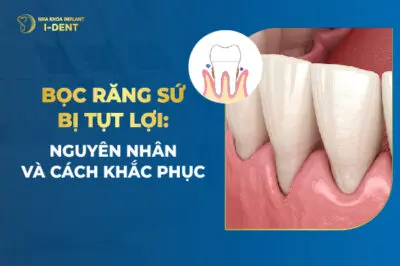 NHA KHOA IMPLANT
I-DENT
BỌC RĂNG SỨ
BỊ TỤT LỢI:
NGUYÊN NHÂN
VÀ CÁCH KHẮC PHỤC